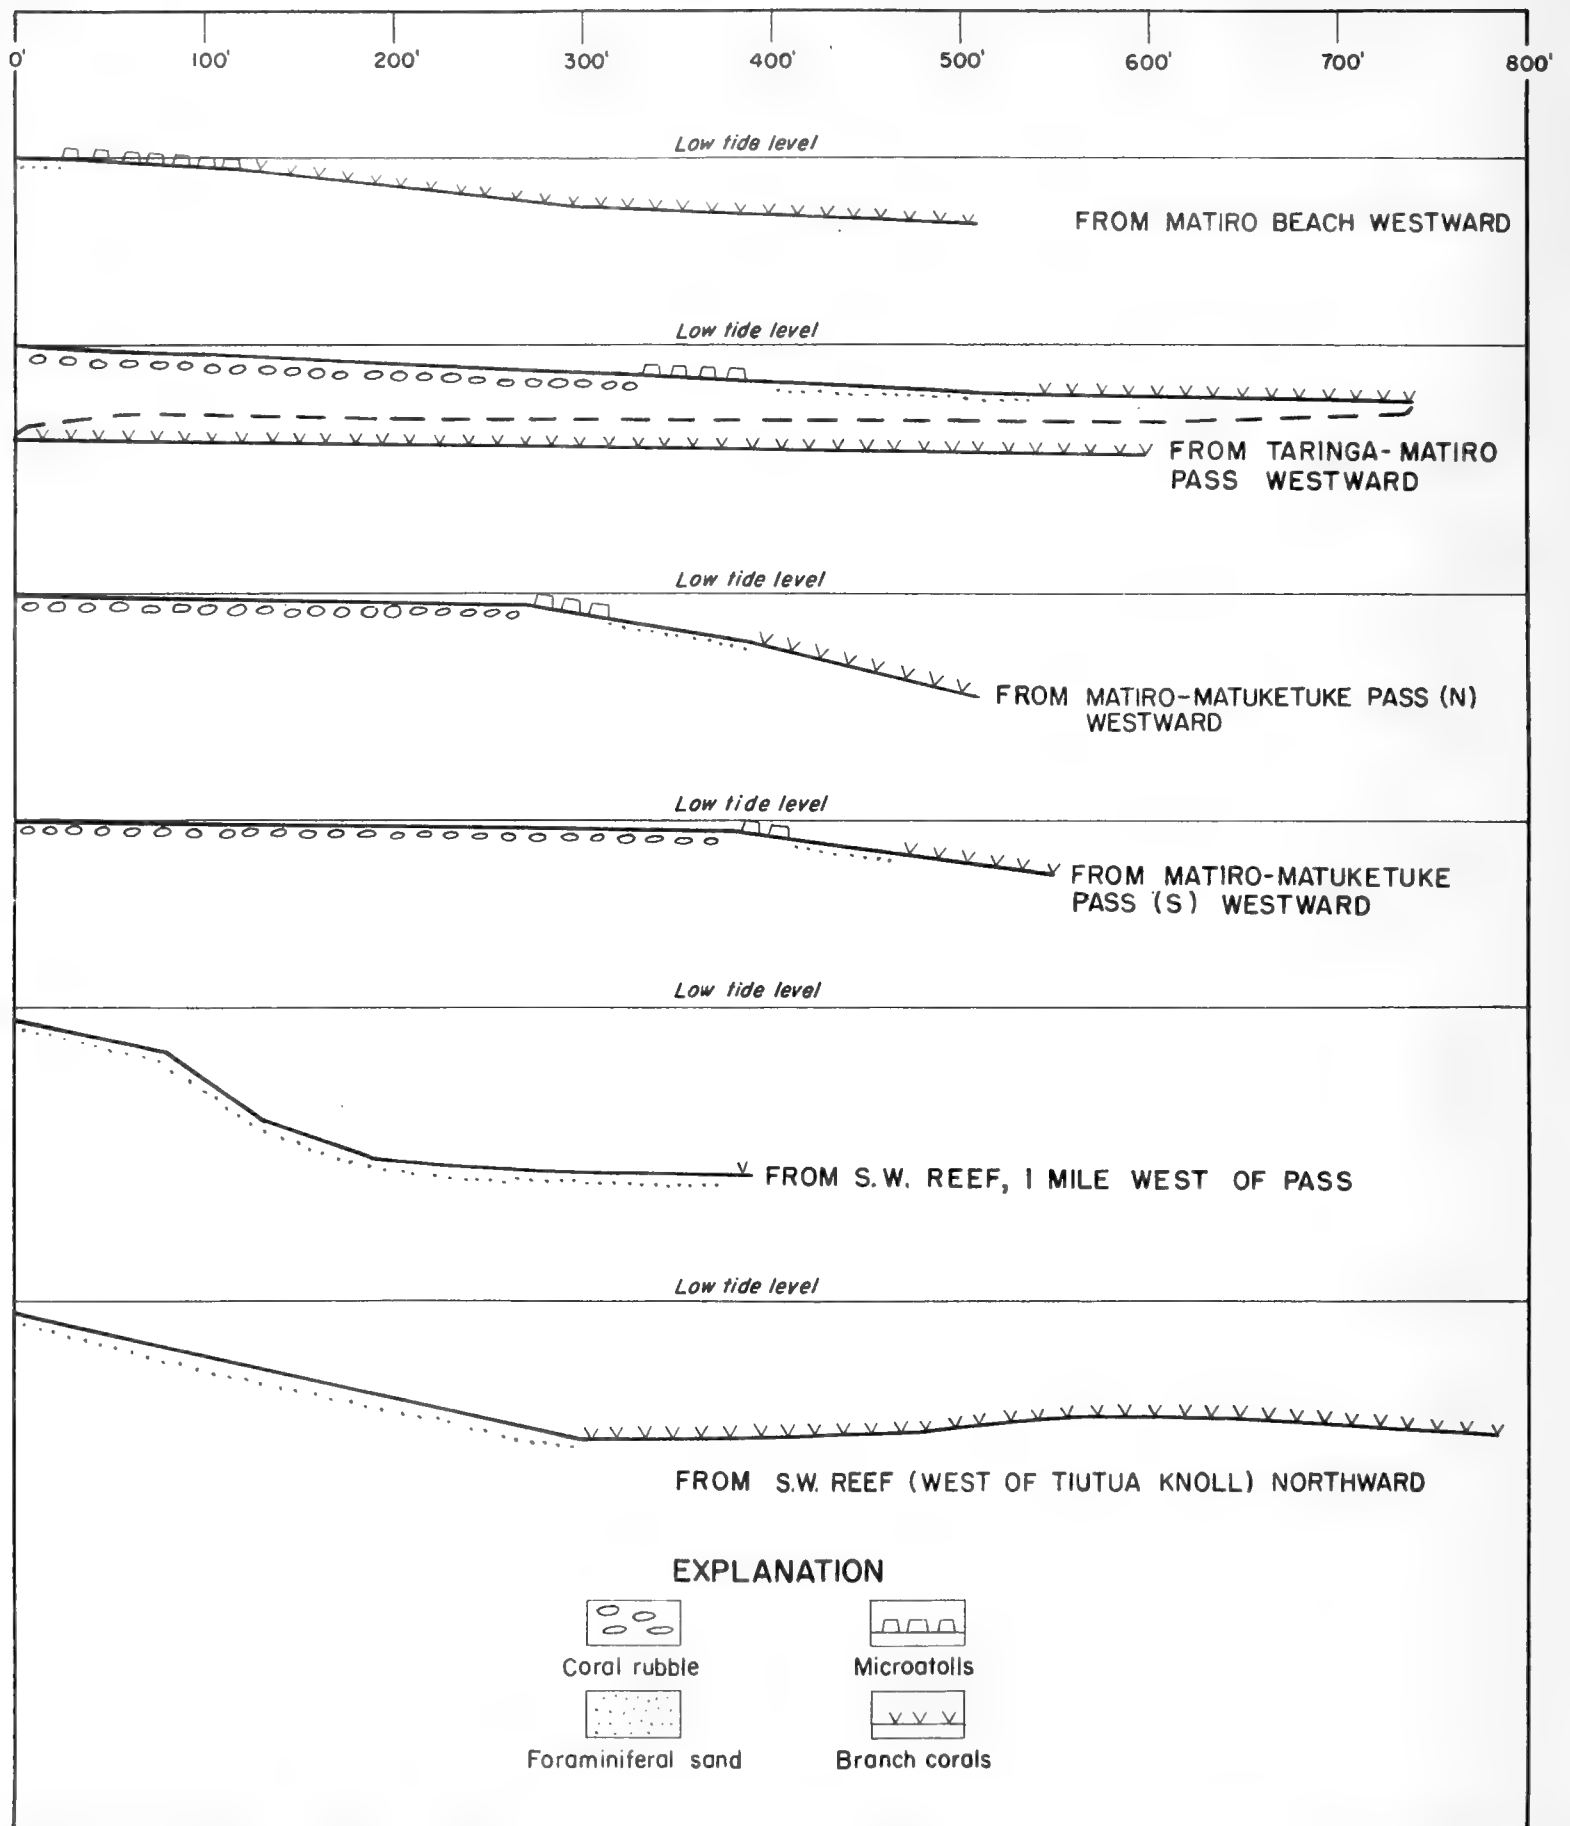 0' 100' 200' 300' 400' 500' 600' 700' 800'
Low tide level
FROM MATIRO BEACH WESTWARD
Low tide level
FROM TARINGA-MATIRO
PASS WESTWARD
Low tide level
FROM MATIRO-MATUKETUKE PASS (N)
WESTWARD
Low tide level
FROM MATIRO-MATUKETUKE
PASS (S) WESTWARD
Low tide level
FROM S.W. REEF, 1 MILE WEST OF PASS
Low tide level
FROM S.W. REEF (WEST OF TIUTUA KNOLL) NORTHWARD
EXPLANATION
Coral rubble
Microatolls
Foraminiferal sand
Branch corals